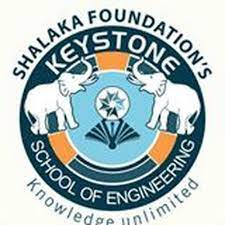 SHALAKA FOUNDATION'S
KEYSTONE
SCHOOL OF ENGINEERING
Knowledge unlimited